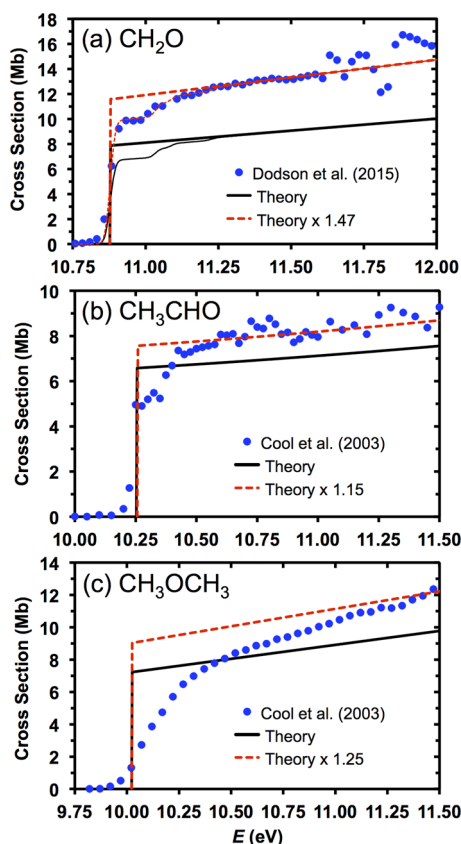 (a) CH₂O
Cross Section (Mb)
18
16
14
12
10
8
6
4
2
0
Dodson et al. (2015)
Theory
Theory x 1.47
10.75 11.00 11.25 11.50 11.75 12.00
(b) CH₃CHO
Cross Section (Mb)
10
8
6
4
2
0
Cool et al. (2003)
Theory
Theory x 1.15
10.00 10.25 10.50 10.75 11.00 11.25 11.50
(c) CH₃OCH₃
Cross Section (Mb)
14
12
10
8
6
4
2
0
Cool et al. (2003)
Theory
Theory x 1.25
9.75 10.00 10.25 10.50 10.75 11.00 11.25 11.50
E (eV)